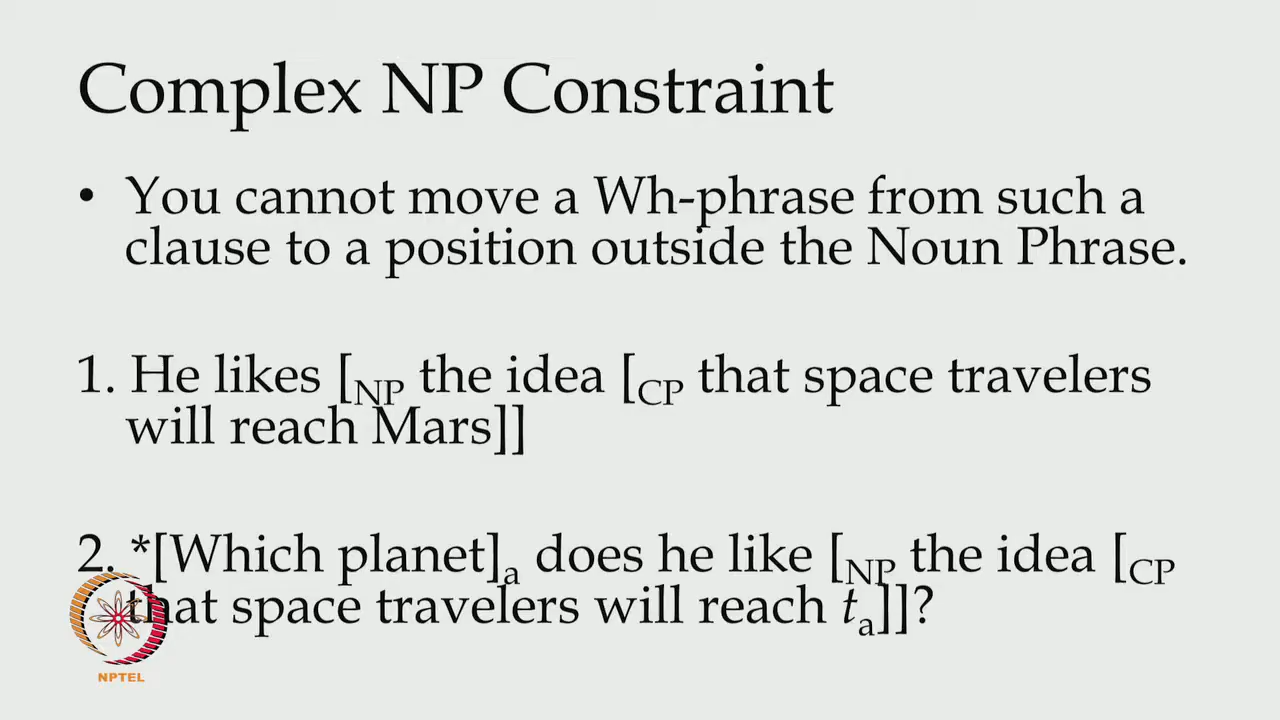 Complex NP Constraint
• You cannot move a Wh-phrase from such a
clause to a position outside the Noun Phrase.
1. He likes [NP the idea [CP that space travelers
will reach Mars]]
2. *[Which planet]a does he like [NP the idea [CP
that space travelers will reach ta]]?
NPTEL